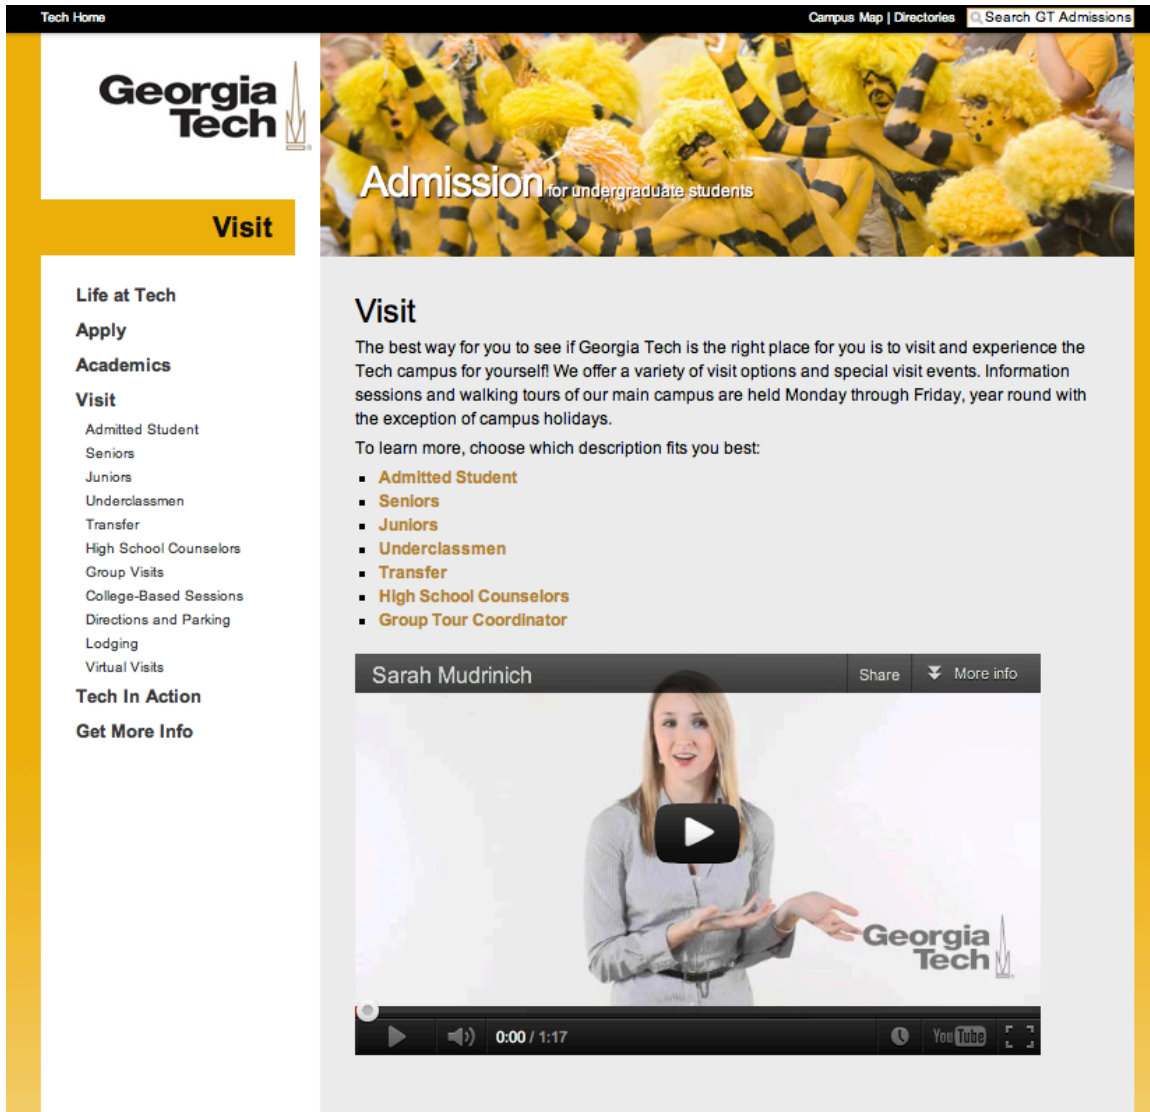 Tech Home
Campus Map | Directories
Search GT Admissions
Georgia
Tech
Admission for undergraduate students
Visit
Life at Tech
Apply
Academics
Visit
Admitted Student
Seniors
Juniors
Underclassmen
Transfer
High School Counselors
Group Visits
College-Based Sessions
Directions and Parking
Lodging
Virtual Visits
Tech In Action
Get More Info
Visit
The best way for you to see if Georgia Tech is the right place for you is to visit and experience the
Tech campus for yourself! We offer a variety of visit options and special visit events. Information
sessions and walking tours of our main campus are held Monday through Friday, year round with
the exception of campus holidays.
To learn more, choose which description fits you best:
Admitted Student
Seniors
Juniors
Underclassmen
Transfer
High School Counselors
Group Tour Coordinator
Sarah Mudrinich
Share
More info
Georgia
Tech
0:00 / 1:17
YouTube